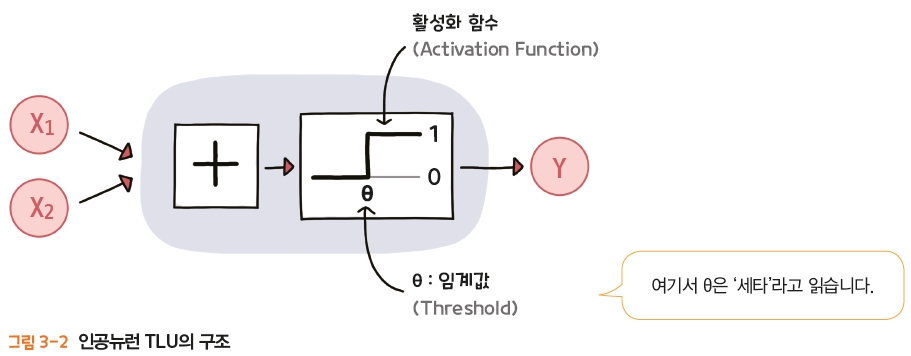 활성화 함수
(Activation Function)
X1
X2
+
1
0
θ
Y
θ : 임계값
(Threshold)
여기서 θ은 ‘세타’라고 읽습니다.
그림 3-2 인공뉴런 TLU의 구조